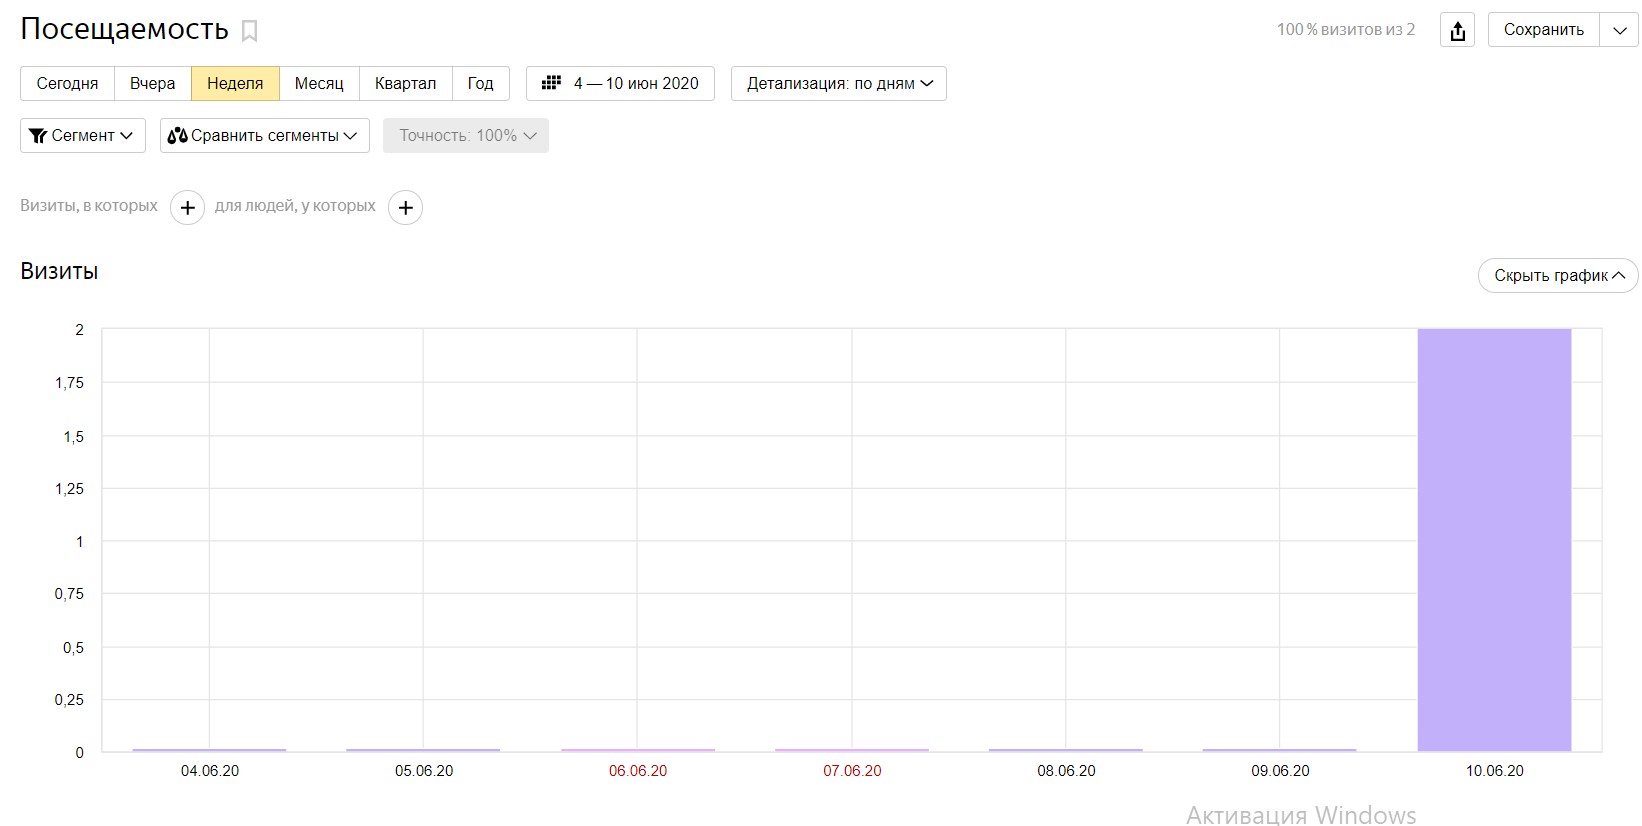 Посещаемость
100 % визитов из 2
Сохранить
Сегодня Вчера Неделя Месяц Квартал Год 4 — 10 июн 2020 Детализация: по дням
Сегмент Сравнить сегменты Точность: 100%
Визиты, в которых + для людей, у которых +
Визиты
Скрыть график
2
1,75
1,5
1,25
1
0,75
0,5
0,25
0
04.06.20 05.06.20 06.06.20 07.06.20 08.06.20 09.06.20 10.06.20
Активация Windows